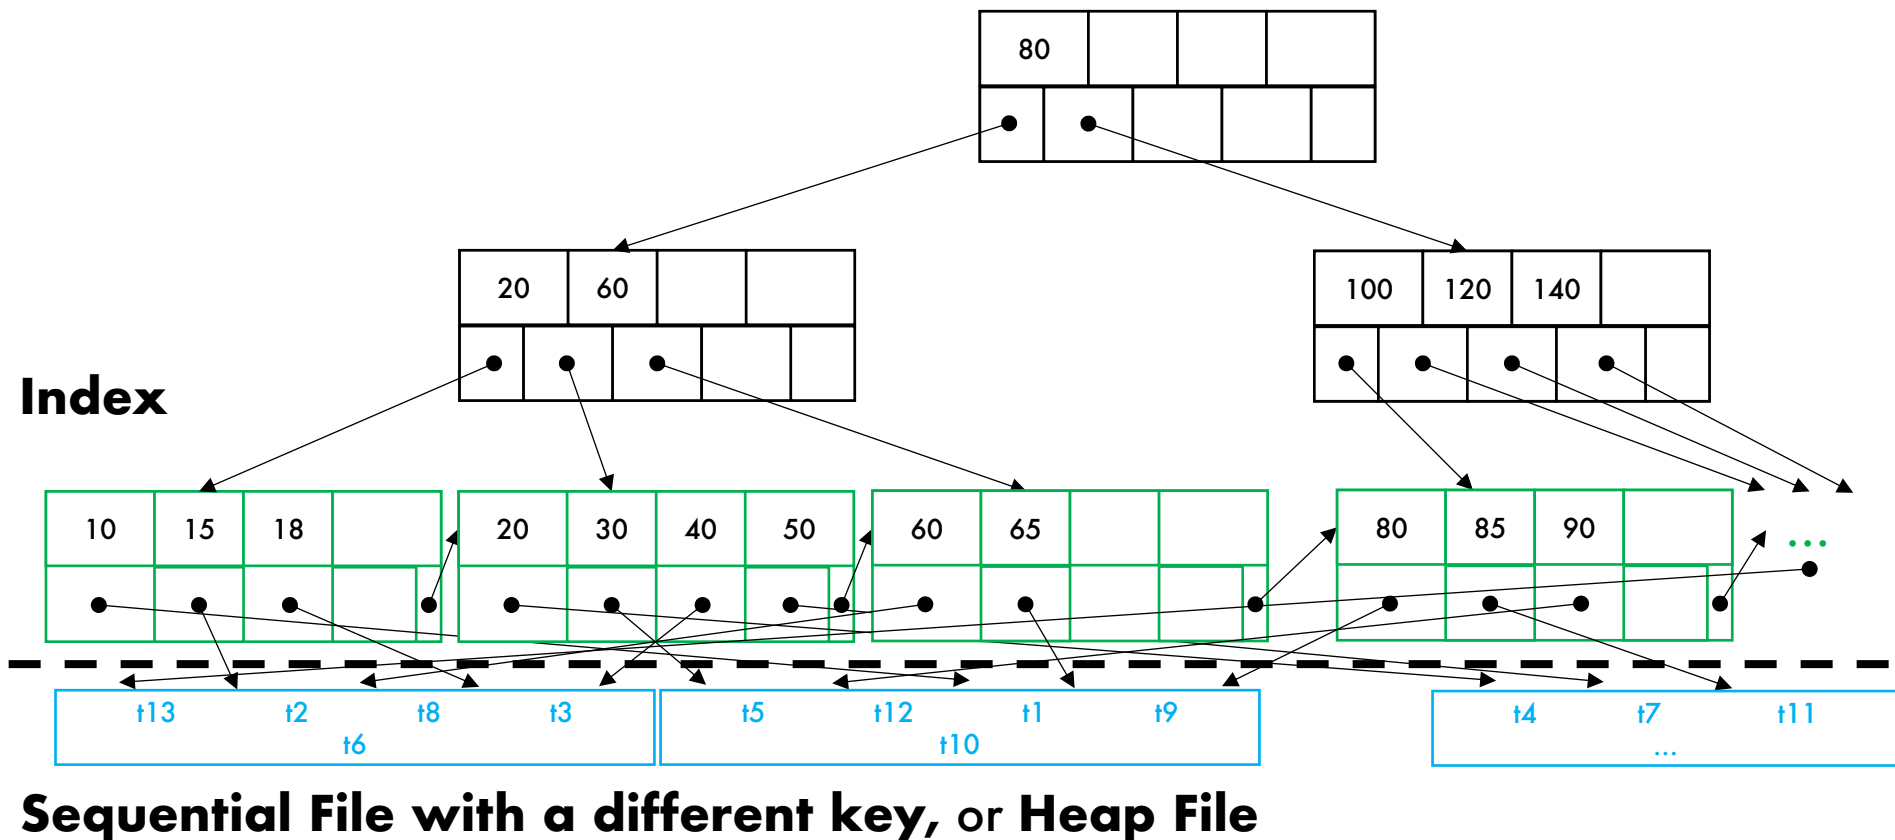 80
20 60
100 120 140
Index
10 15 18
20 30 40 50
60 65
80 85 90
...
t13 t2 t8 t3
t6
t5 t12 t1 t9
t10
t4 t7 t11
...
Sequential File with a different key, or Heap File